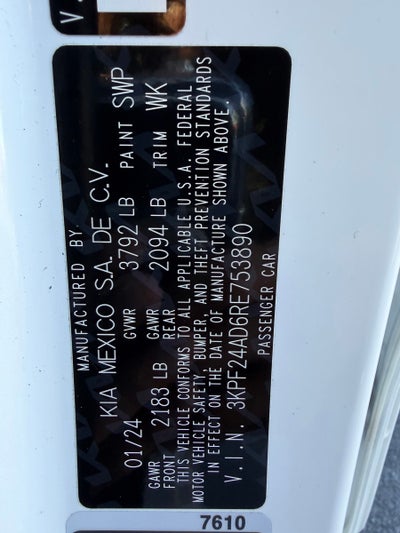 V.
MANUFACTURED BY
KIA MEXICO S.A. DE C.V.
01/24 GVWR 3792 LB PAINT SWP
GAWR FRONT 2183 LB GAWR REAR 2094 LB TRIM WK
THIS VEHICLE CONFORMS TO ALL APPLICABLE U.S.A. FEDERAL
MOTOR VEHICLE SAFETY, BUMPER, AND THEFT PREVENTION STANDARDS
IN EFFECT ON THE DATE OF MANUFACTURE SHOWN ABOVE.
V.I.N. 3KPF24AD6RE753890
PASSENGER CAR
7610